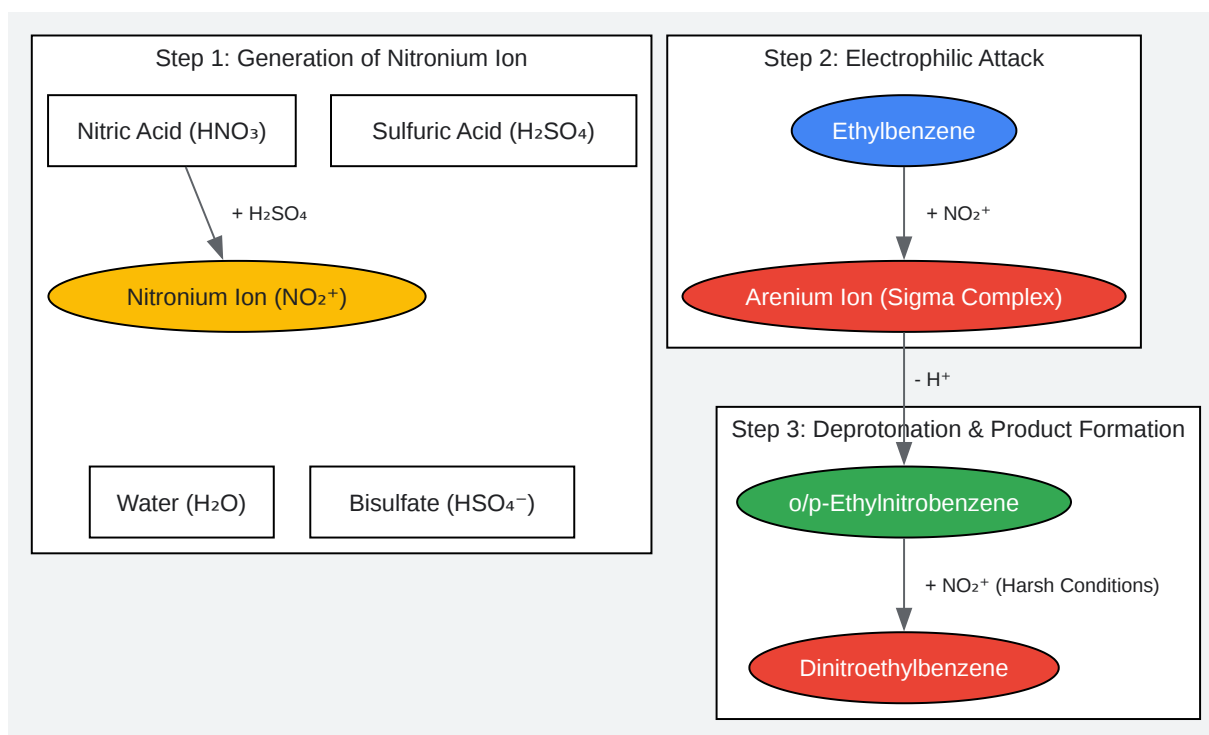 Step 1: Generation of Nitronium Ion
Nitric Acid (HNO₃)
Sulfuric Acid (H₂SO₄)
+ H₂SO₄
Nitronium Ion (NO₂⁺)
Water (H₂O)
Bisulfate (HSO₄⁻)
Step 2: Electrophilic Attack
Ethylbenzene
+ NO₂⁺
Arenium Ion (Sigma Complex)
- H⁺
Step 3: Deprotonation & Product Formation
o/p-Ethylnitrobenzene
+ NO₂⁺ (Harsh Conditions)
Dinitroethylbenzene